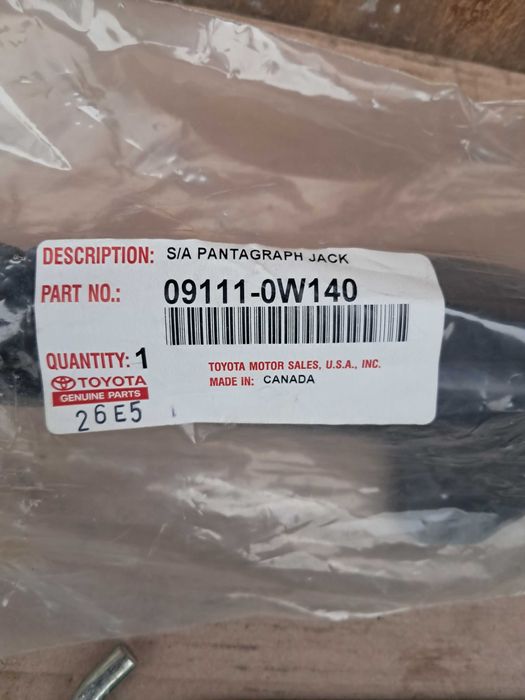 DESCRIPTION: S/A PANTAGRAPH JACK
PART NO.: 09111-0W140
QUANTITY: 1
TOYOTA MOTOR SALES, U.S.A., INC.
TOYOTA
MADE IN: CANADA
GENUINE PARTS
26E5